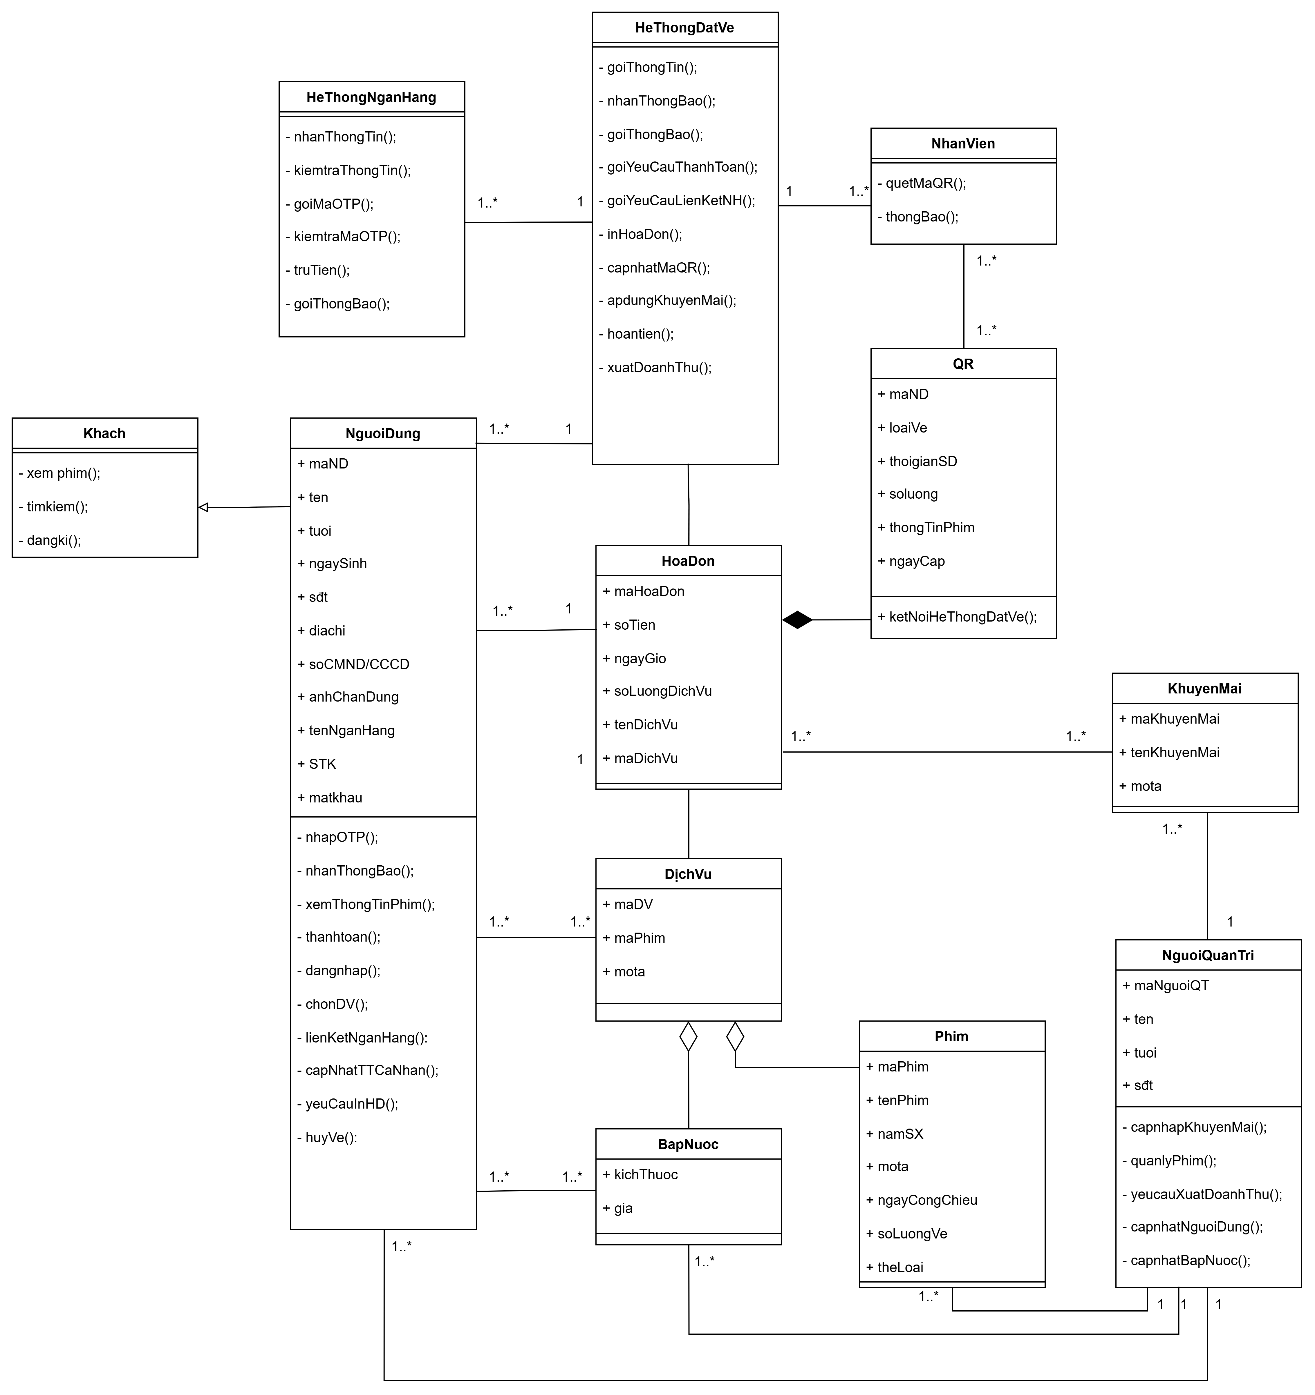 HeThongDatVe
- goiThongTin();
- nhanThongBao();
- goiThongBao();
- goiYeuCauThanhToan();
- goiYeuCauLienKetNH();
- inHoaDon();
- capnhatMaQR();
- apdungKhuyenMai();
- hoantien();
- xuatDoanhThu();
HeThongNganHang
- nhanThongTin();
- kiemtraThongTin();
- goiMaOTP();
- kiemtraMaOTP();
- truTien();
- goiThongBao();
1..*
1
1
1..*
NhanVien
- quetMaQR();
- thongBao();
1..*
1..*
QR
+ maND
+ loaiVe
+ thoigianSD
+ soluong
+ thongTinPhim
+ ngayCap
+ ketNoiHeThongDatVe();
Khach
- xem phim();
- timkiem();
- dangki();
NguoiDung
+ maND
+ ten
+ tuoi
+ ngaySinh
+ sđt
+ diachi
+ soCMND/CCCD
+ anhChanDung
+ tenNganHang
+ STK
+ matkhau
- nhapOTP();
- nhanThongBao();
- xemThongTinPhim();
- thanhtoan();
- dangnhap();
- chonDV();
- lienKetNganHang():
- capNhatTTCaNhan();
- yeuCauInHD();
- huyVe():
1..*
1
1..*
1
HoaDon
+ maHoaDon
+ soTien
+ ngayGio
+ soLuongDichVu
+ tenDichVu
+ maDichVu
1
1..*
1..*
KhuyenMai
+ maKhuyenMai
+ tenKhuyenMai
+ mota
1..*
1
DịchVu
+ maDV
+ maPhim
+ mota
1..*
1..*
NguoiQuanTri
+ maNguoiQT
+ ten
+ tuoi
+ sđt
- capnhapKhuyenMai();
- quanlyPhim();
- yeucauXuatDoanhThu();
- capnhatNguoiDung();
- capnhatBapNuoc();
Phim
+ maPhim
+ tenPhim
+ namSX
+ mota
+ ngayCongChieu
+ soLuongVe
+ theLoai
BapNuoc
+ kichThuoc
+ gia
1..*
1..*
1..*
1..*
1..*
1
1
1